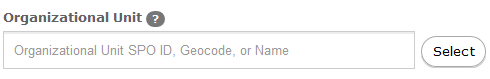 Organizational Unit ?
Organizational Unit SPO ID, Geocode, or Name
Select